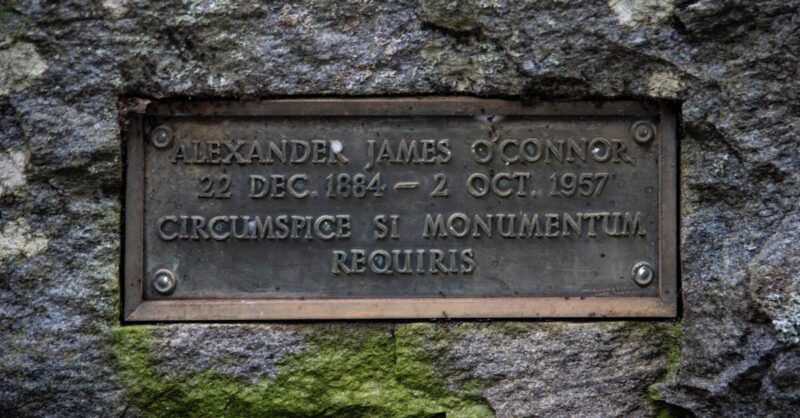 ALEXANDER JAMES O'CONNOR
22 DEC. 1884 — 2 OCT. 1957
CIRCUMSPICE SI MONUMENTUM
REQUIRIS